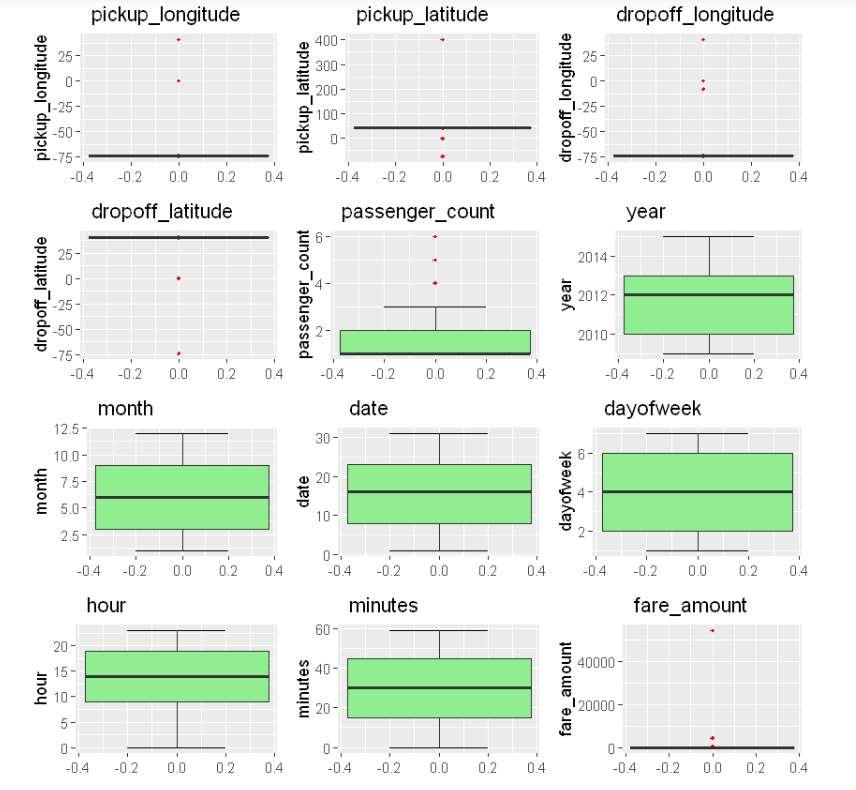 pickup_longitude pickup_latitude dropoff_longitude
pickup_longitude
25
0
-25
-50
-75
-0.4 -0.2 0.0 0.2 0.4
pickup_latitude
400
300
200
100
0
-0.4 -0.2 0.0 0.2 0.4
dropoff_longitude
25
0
-25
-50
-75
-0.4 -0.2 0.0 0.2 0.4
dropoff_latitude passenger_count year
dropoff_latitude
25
0
-25
-50
-75
-0.4 -0.2 0.0 0.2 0.4
passenger_count
6
4
2
-0.4 -0.2 0.0 0.2 0.4
year
2014
2012
2010
-0.4 -0.2 0.0 0.2 0.4
month date dayofweek
month
12.5
10.0
7.5
5.0
2.5
-0.4 -0.2 0.0 0.2 0.4
date
30
20
10
0
-0.4 -0.2 0.0 0.2 0.4
dayofweek
6
4
2
-0.4 -0.2 0.0 0.2 0.4
hour minutes fare_amount
hour
20
15
10
5
0
-0.4 -0.2 0.0 0.2 0.4
minutes
60
40
20
0
-0.4 -0.2 0.0 0.2 0.4
fare_amount
40000
20000
0
-0.4 -0.2 0.0 0.2 0.4